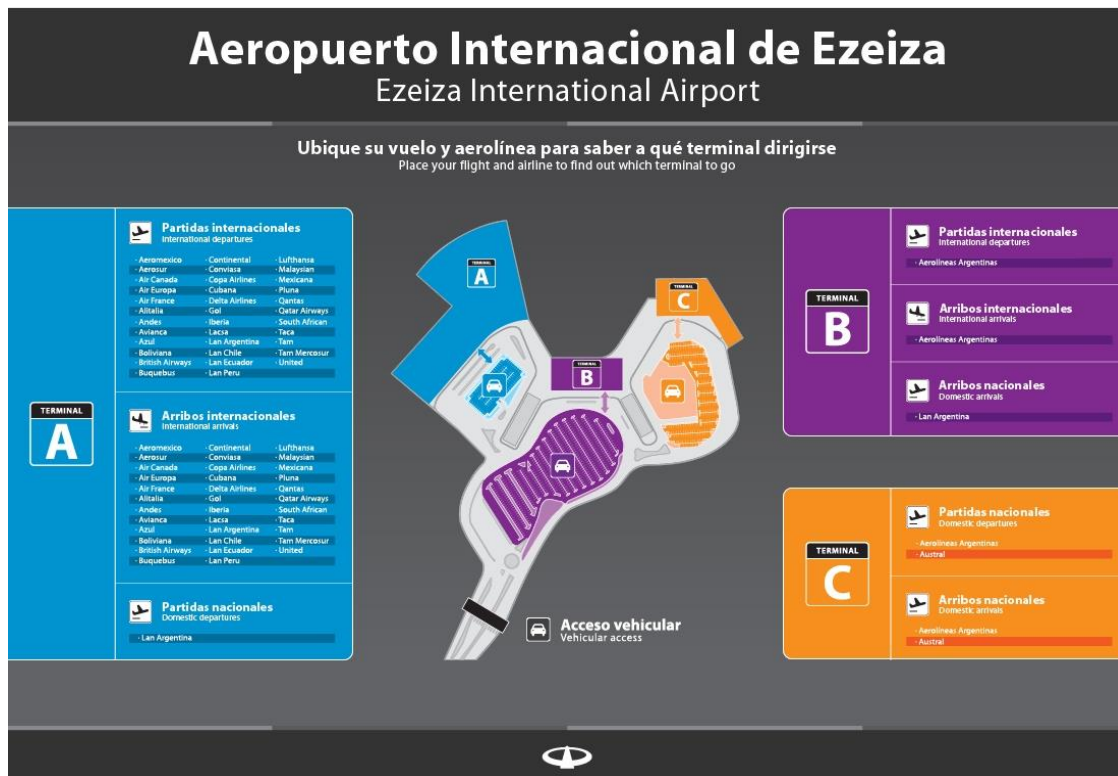 Aeropuerto Internacional de Ezeiza
Ezeiza International Airport
Ubique su vuelo y aerolínea para saber a qué terminal dirigirse
Place your flight and airline to find out which terminal to go
TERMINAL
A
Partidas internacionales
International departures
· Aeromexico · Continental · Lufthansa
· Aerosur · Conviasa · Malaysian
· Air Canada · Copa Airlines · Mexicana
· Air Europa · Cubana · Pluna
· Air France · Delta Airlines · Qantas
· Alitalia · Gol · Qatar Airways
· Andes · Iberia · South African
· Avianca · Lacsa · Taca
· Azul · Lan Argentina · Tam
· Boliviana · Lan Chile · Tam Mercosur
· British Airways · Lan Ecuador · United
· Buquebus · Lan Peru
Arribos internacionales
International arrivals
· Aeromexico · Continental · Lufthansa
· Aerosur · Conviasa · Malaysian
· Air Canada · Copa Airlines · Mexicana
· Air Europa · Cubana · Pluna
· Air France · Delta Airlines · Qantas
· Alitalia · Gol · Qatar Airways
· Andes · Iberia · South African
· Avianca · Lacsa · Taca
· Azul · Lan Argentina · Tam
· Boliviana · Lan Chile · Tam Mercosur
· British Airways · Lan Ecuador · United
· Buquebus · Lan Peru
Partidas nacionales
Domestic departures
· Lan Argentina
TERMINAL
A
TERMINAL
B
TERMINAL
C
Acceso vehicular
Vehicular access
TERMINAL
B
Partidas internacionales
International departures
· Aerolíneas Argentinas
Arribos internacionales
International arrivals
· Aerolíneas Argentinas
Arribos nacionales
Domestic arrivals
· Lan Argentina
TERMINAL
C
Partidas nacionales
Domestic departures
· Aerolíneas Argentinas
· Austral
Arribos nacionales
Domestic arrivals
· Aerolíneas Argentinas
· Austral